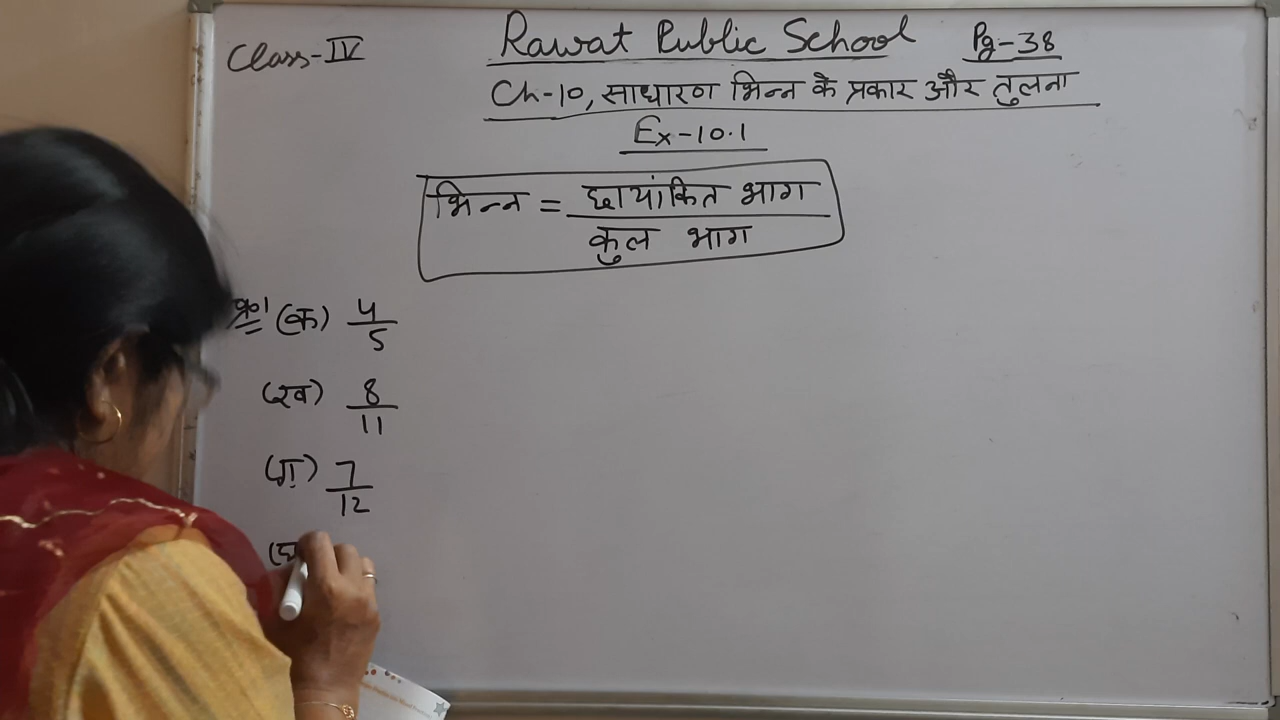 Class-IV
Rawat Public School
Pg-38
Ch-10, साधारण भिन्न के प्रकार और तुलना
Ex-10.1
भिन्न = छायांकित भाग
कुल भाग
प्र०1 (क) 4/5
(ख) 8/11
(ग) 7/12
(घ